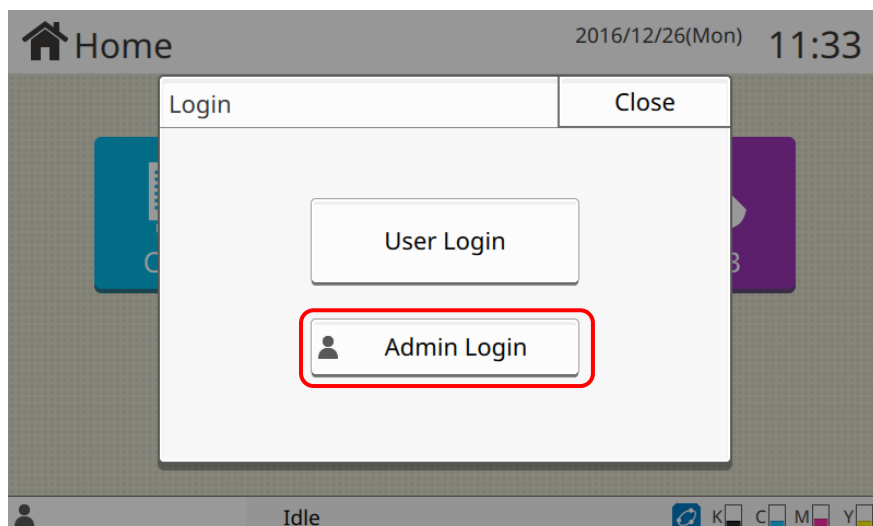 Home 2016/12/26(Mon) 11:33
Login Close
User Login
Admin Login
C
Idle K C M Y